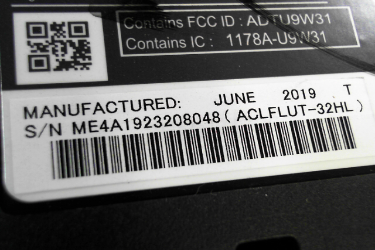 Contains FCC ID : ADTU9W31
Contains IC : 1178A-U9W31
MANUFACTURED: JUNE 2019 T
S/N ME4A1923208048 ( ACLFLUT-32HL )